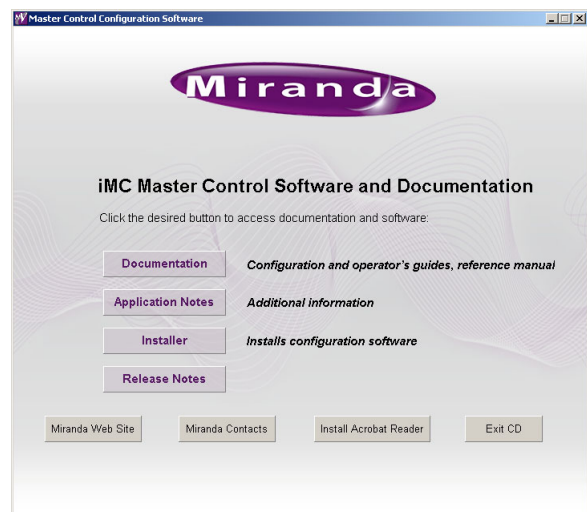 Master Control Configuration Software
Miranda
iMC Master Control Software and Documentation
Click the desired button to access documentation and software:
Documentation Configuration and operator's guides, reference manual
Application Notes Additional information
Installer Installs configuration software
Release Notes
Miranda Web Site Miranda Contacts Install Acrobat Reader Exit CD